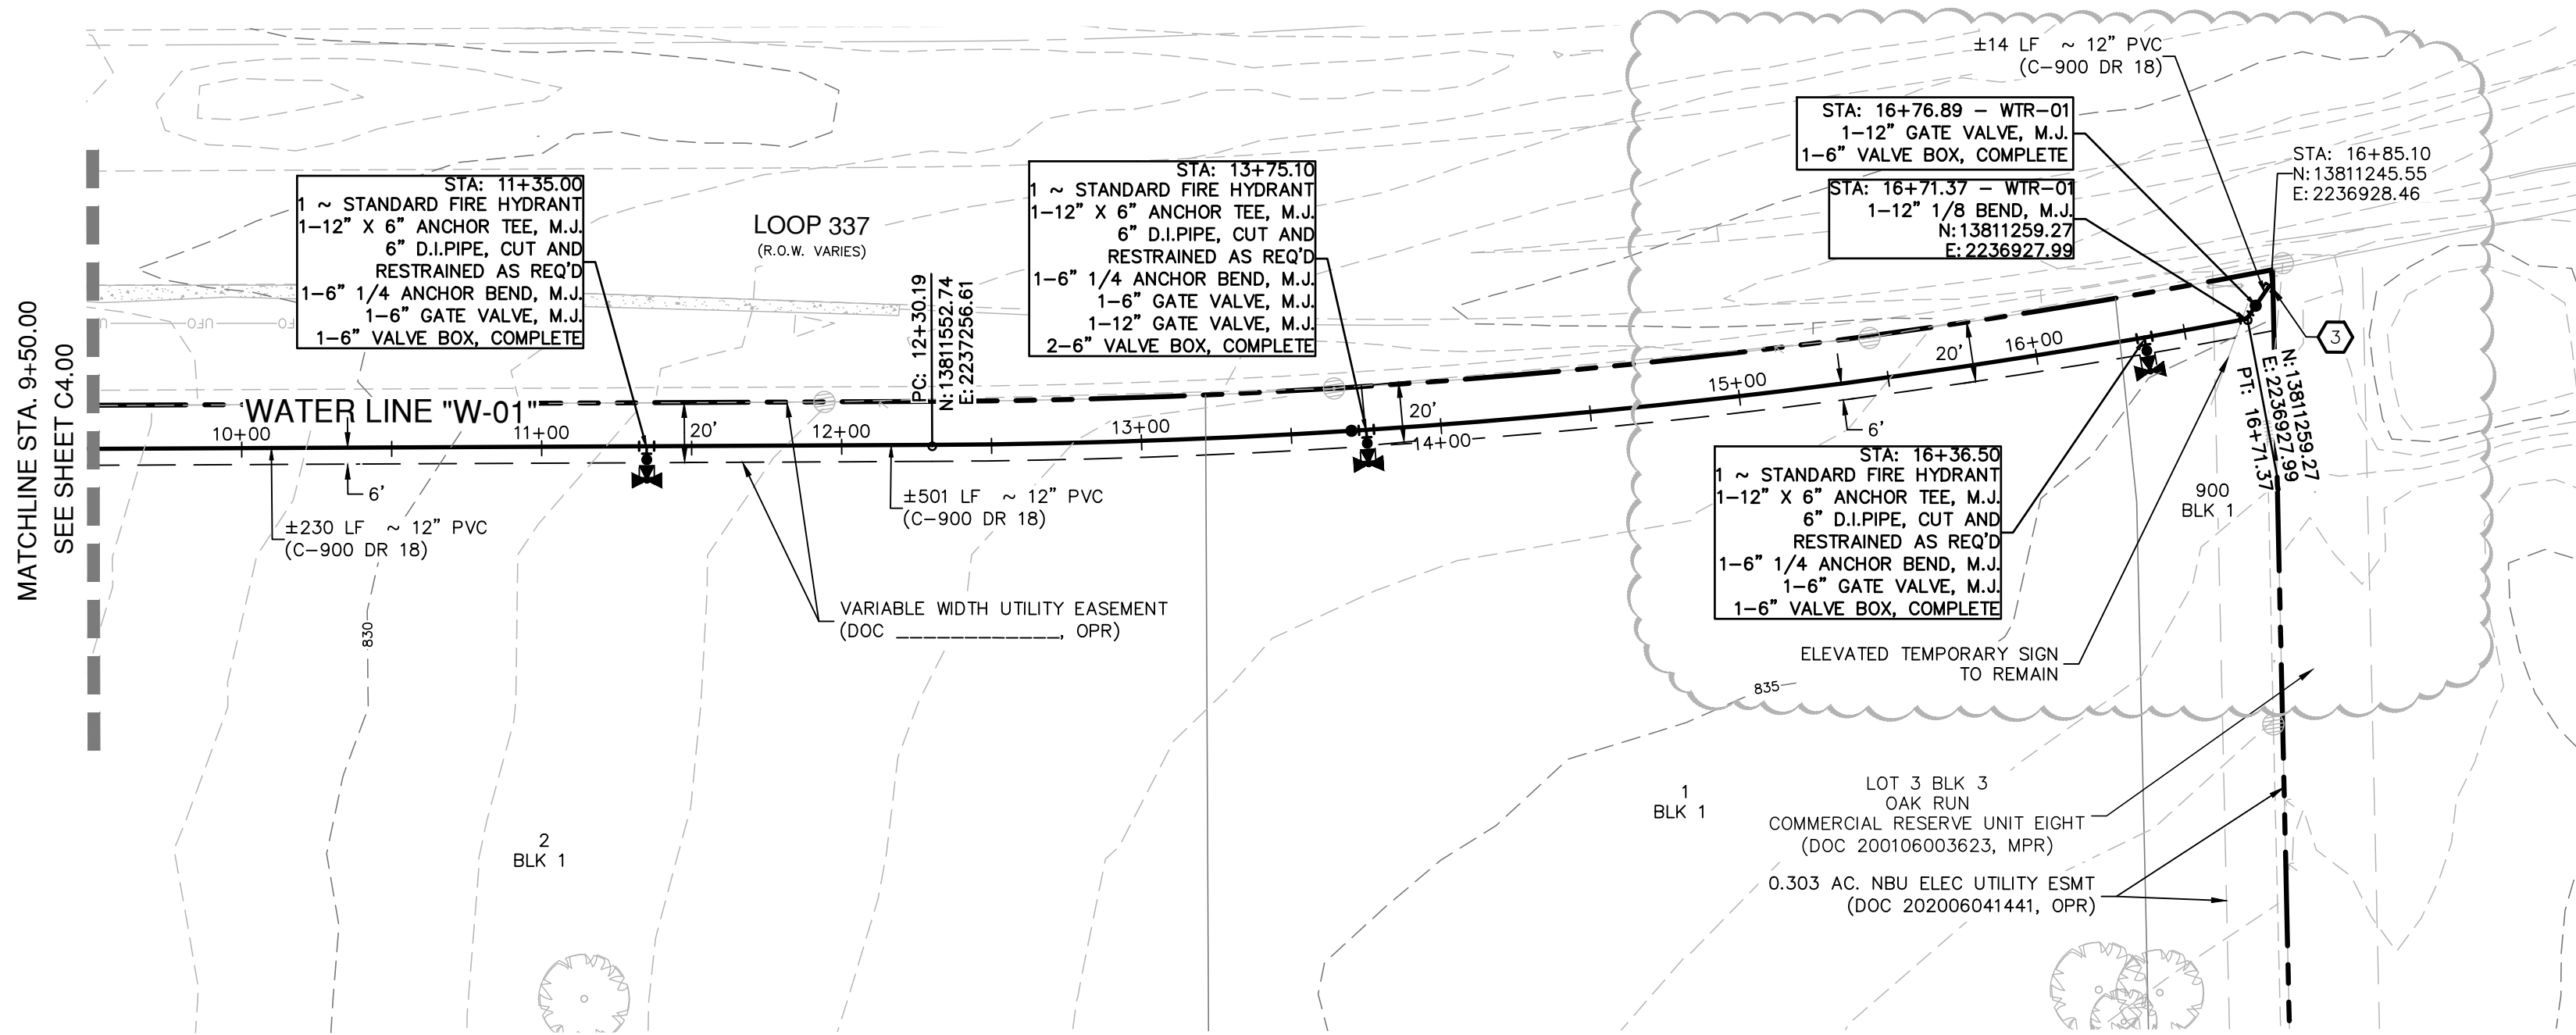 MATCHLINE STA. 9+50.00
SEE SHEET C4.00
STA: 11+35.00
1 ~ STANDARD FIRE HYDRANT
1-12" X 6" ANCHOR TEE, M.J.
6" D.I.PIPE, CUT AND
RESTRAINED AS REQ'D
1-6" 1/4 ANCHOR BEND, M.J.
1-6" GATE VALVE, M.J.
1-6" VALVE BOX, COMPLETE
LOOP 337
(R.O.W. VARIES)
PC: 12+30.19
N:13811552.74
E:2237256.61
STA: 13+75.10
1 ~ STANDARD FIRE HYDRANT
1-12" X 6" ANCHOR TEE, M.J.
6" D.I.PIPE, CUT AND
RESTRAINED AS REQ'D
1-6" 1/4 ANCHOR BEND, M.J.
1-6" GATE VALVE, M.J.
1-12" GATE VALVE, M.J.
2-6" VALVE BOX, COMPLETE
±14 LF ~ 12" PVC
(C-900 DR 18)
STA: 16+76.89 - WTR-01
1-12" GATE VALVE, M.J.
1-6" VALVE BOX, COMPLETE
STA: 16+71.37 - WTR-01
1-12" 1/8 BEND, M.J.
N:13811259.27
E:2236927.99
STA: 16+85.10
N:13811245.55
E:2236928.46
3
UFO
WATER LINE "W-01"
10+00
11+00
20'
12+00
13+00
20'
14+00
15+00
20'
16+00
6'
6'
PT: 16+71.37
E:2236927.99
N:13811259.27
±230 LF ~ 12" PVC
(C-900 DR 18)
±501 LF ~ 12" PVC
(C-900 DR 18)
VARIABLE WIDTH UTILITY EASEMENT
(DOC _____________, OPR)
830
STA: 16+36.50
1 ~ STANDARD FIRE HYDRANT
1-12" X 6" ANCHOR TEE, M.J.
6" D.I.PIPE, CUT AND
RESTRAINED AS REQ'D
1-6" 1/4 ANCHOR BEND, M.J.
1-6" GATE VALVE, M.J.
1-6" VALVE BOX, COMPLETE
900
BLK 1
ELEVATED TEMPORARY SIGN
TO REMAIN
835
1
BLK 1
2
BLK 1
LOT 3 BLK 3
OAK RUN
COMMERCIAL RESERVE UNIT EIGHT
(DOC 200106003623, MPR)
0.303 AC. NBU ELEC UTILITY ESMT
(DOC 202006041441, OPR)